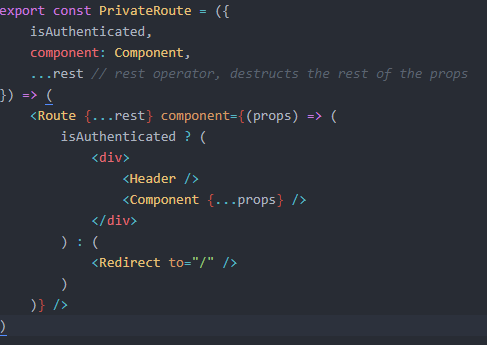 export const PrivateRoute = ({
    isAuthenticated,
    component: Component,
    ...rest // rest operator, destructs the rest of the props
}) => (
    <Route {...rest} component={(props) => (
        isAuthenticated ? (
            <div>
                <Header />
                <Component {...props} />
            </div>
        ) : (
            <Redirect to="/" />
        )
    )} />
)